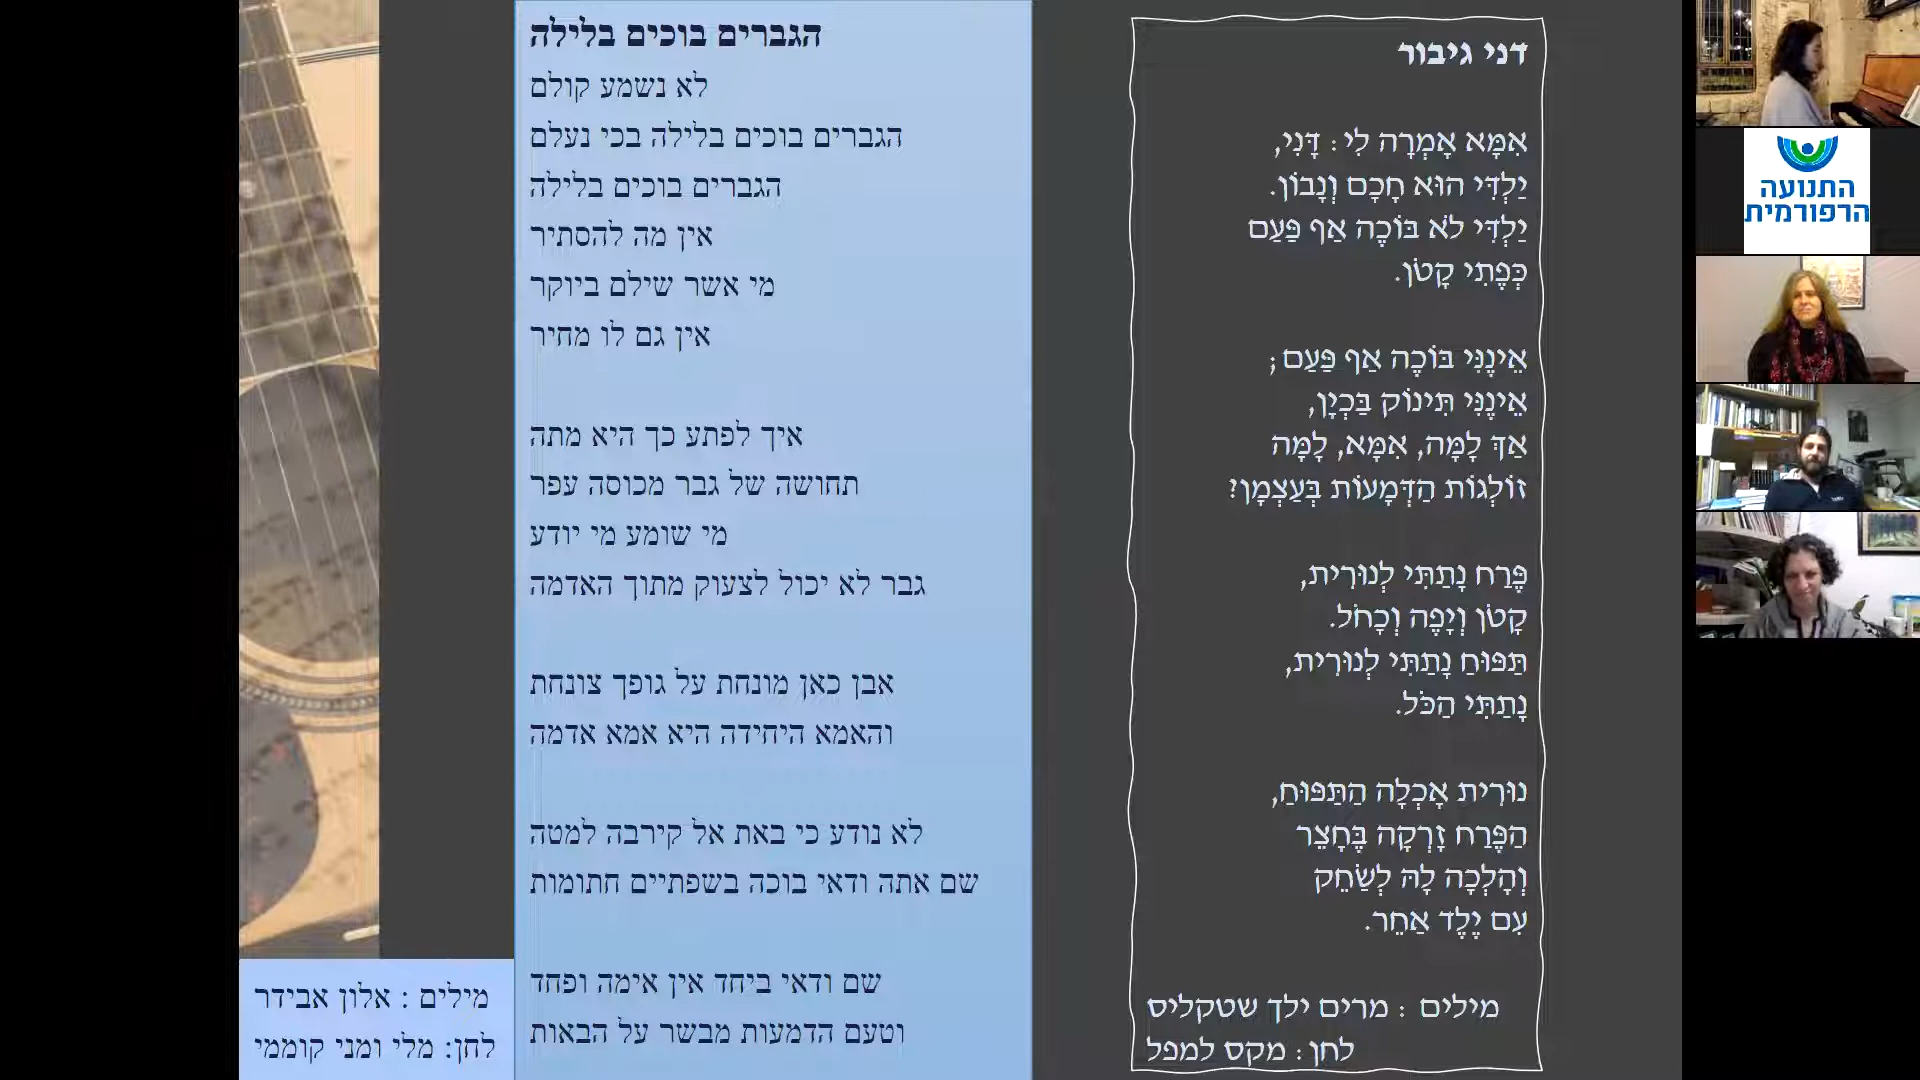 דני גיבור
אִמָּא אָמְרָה לִי: דָּנִי,
יַלְדִּי הוּא חָכָם וְנָבוֹן.
יַלְדִּי לֹא בּוֹכֶה אַף פַּעַם
כְּפֶתִי קָטֹן.
אֵינֶנִּי בּוֹכֶה אַף פַּעַם;
אֵינֶנִּי תִּינוֹק בַּכְיָן,
אַךְ לָמָּה, אִמָּא, לָמָּה
זוֹלְגוֹת הַדְּמָעוֹת בְּעַצְמָן?
פֶּרַח נָתַתִּי לְנוּרִית,
קָטֹן וְיָפֶה וְכָחֹל.
תַּפּוּחַ נָתַתִּי לְנוּרִית,
נָתַתִּי הַכֹּל.
נוּרִית אָכְלָה הַתַּפּוּחַ,
הַפֶּרַח זָרְקָה בֶּחָצֵר
וְהָלְכָה לָהּ לְשַׂחֵק
עִם יֶלֶד אַחֵר.
מילים : מרים ילך שטקליס
לחן: מקס למפל
הגברים בוכים בלילה
לא נשמע קולם
הגברים בוכים בלילה בכי נעלם
הגברים בוכים בלילה
אין מה להסתיר
מי אשר שילם ביוקר
אין גם לו מחיר
איך לפתע כך היא מתה
תחושה של גבר מכוסה עפר
מי שומע מי יודע
גבר לא יכול לצעוק מתוך האדמה
אבן כאן מונחת על גופך צונחת
והאמא היחידה היא אמא אדמה
לא נודע כי באת אל קירבה למטה
שם אתה ודאי בוכה בשפתיים חתומות
שם ודאי ביחד אין אימה ופחד
וטעם הדמעות מבשר על הבאות
מילים : אלון אבידר
לחן: מלי ומני קוממי
התנועה
הרפורמית